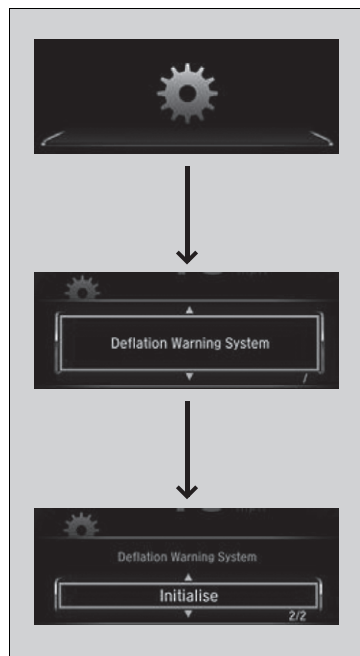 Deflation Warning System
/
Deflation Warning System
Initialise
2/2